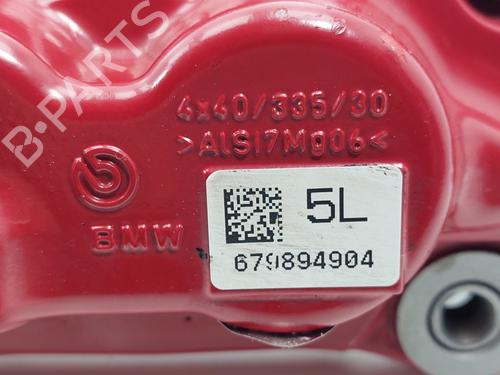 B-PARTS
4x40/335/30
>AlSi7Mg06<
BMW
5L
679894904